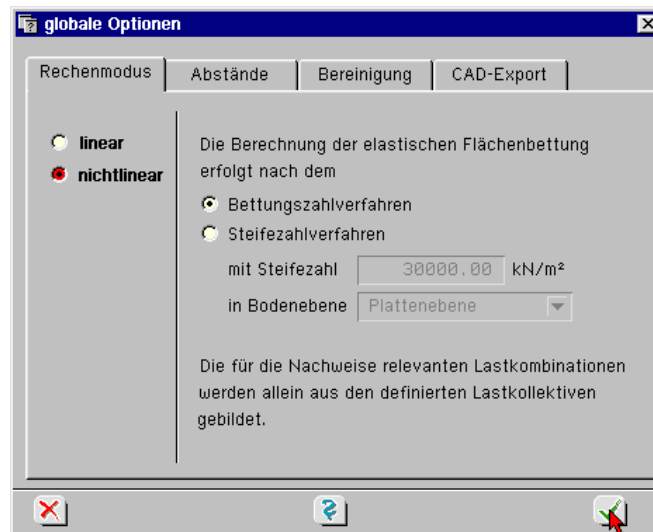 globale Optionen
Rechenmodus
Abstände
Bereinigung
CAD-Export
linear
nichtlinear
Die Berechnung der elastischen Flächenbettung
erfolgt nach dem
Bettungszahlverfahren
Steifezahlverfahren
mit Steifezahl 30000.00 kN/m²
in Bodenebene Plattenebene
Die für die Nachweise relevanten Lastkombinationen
werden allein aus den definierten Lastkollektiven
gebildet.